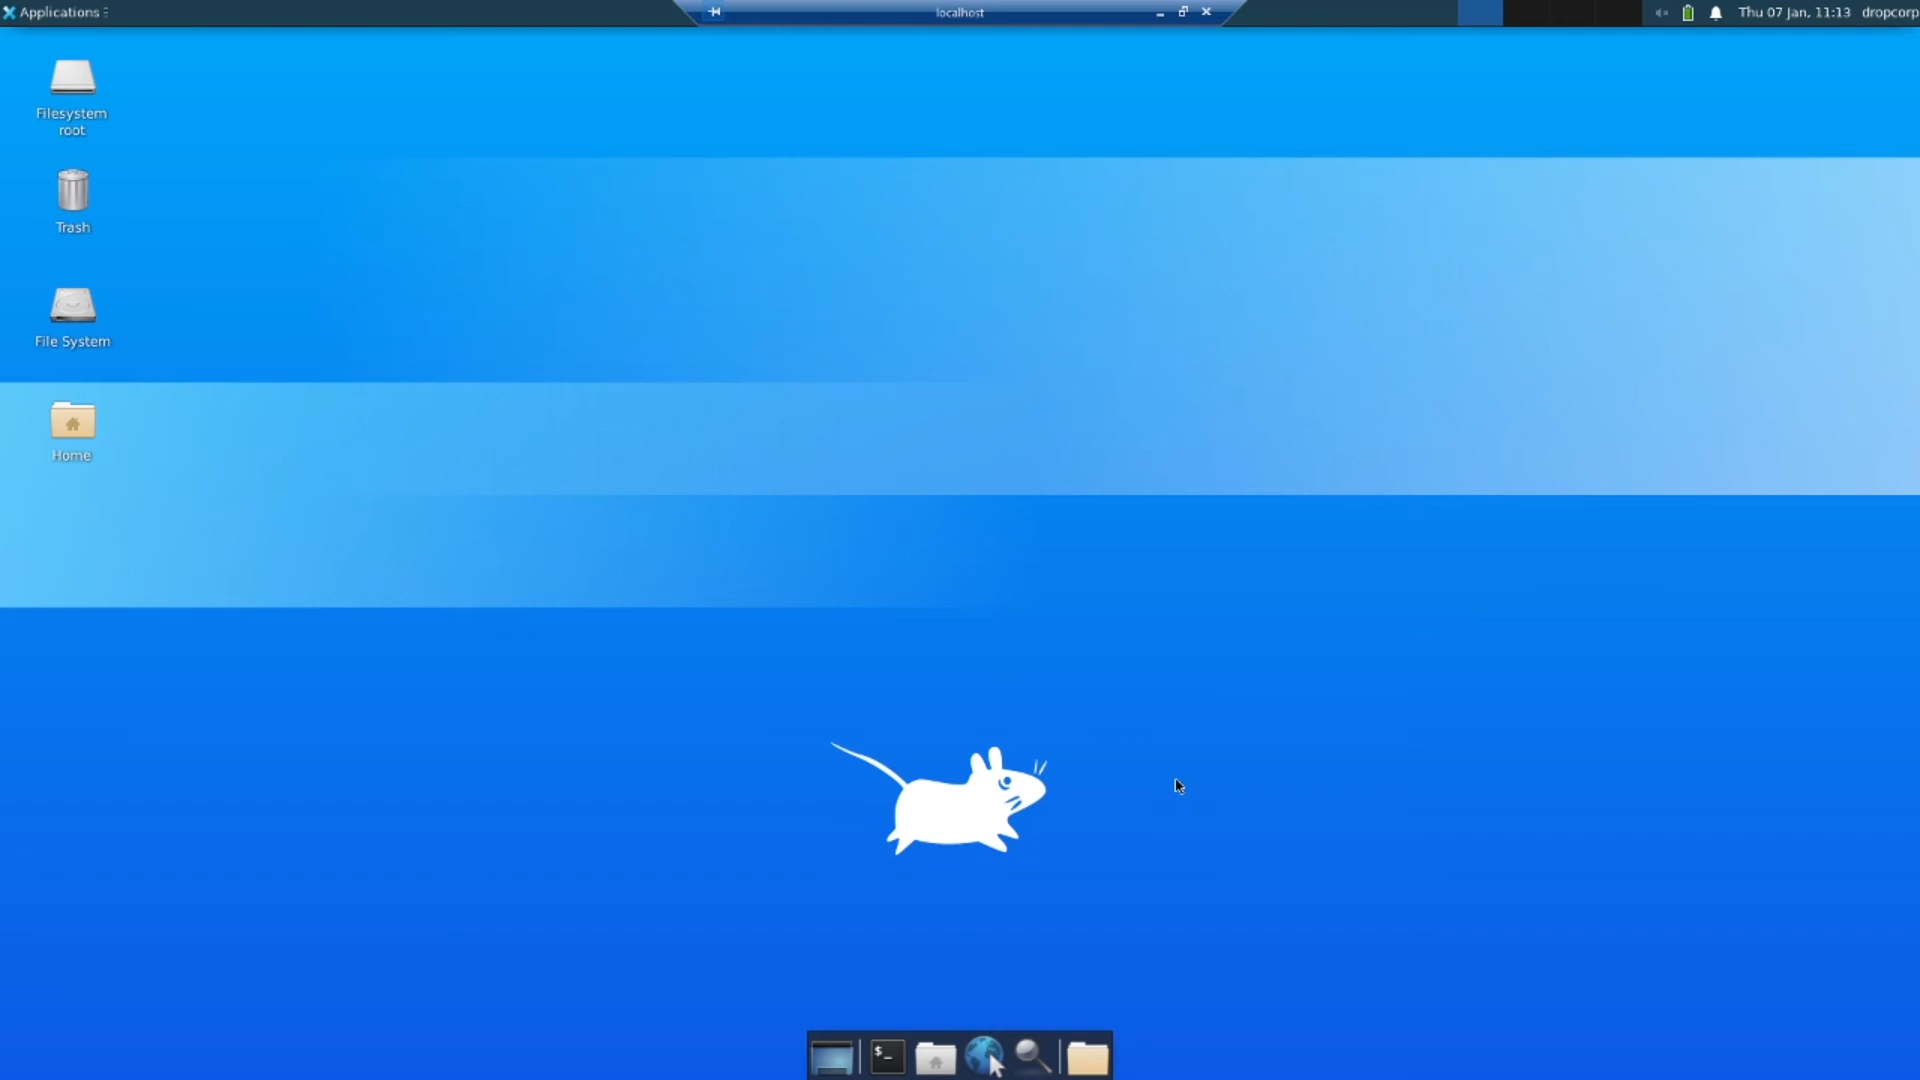 Applications
localhost
Thu 07 Jan, 11:13 dropcorp
Filesystem
root
Trash
File System
Home
$_